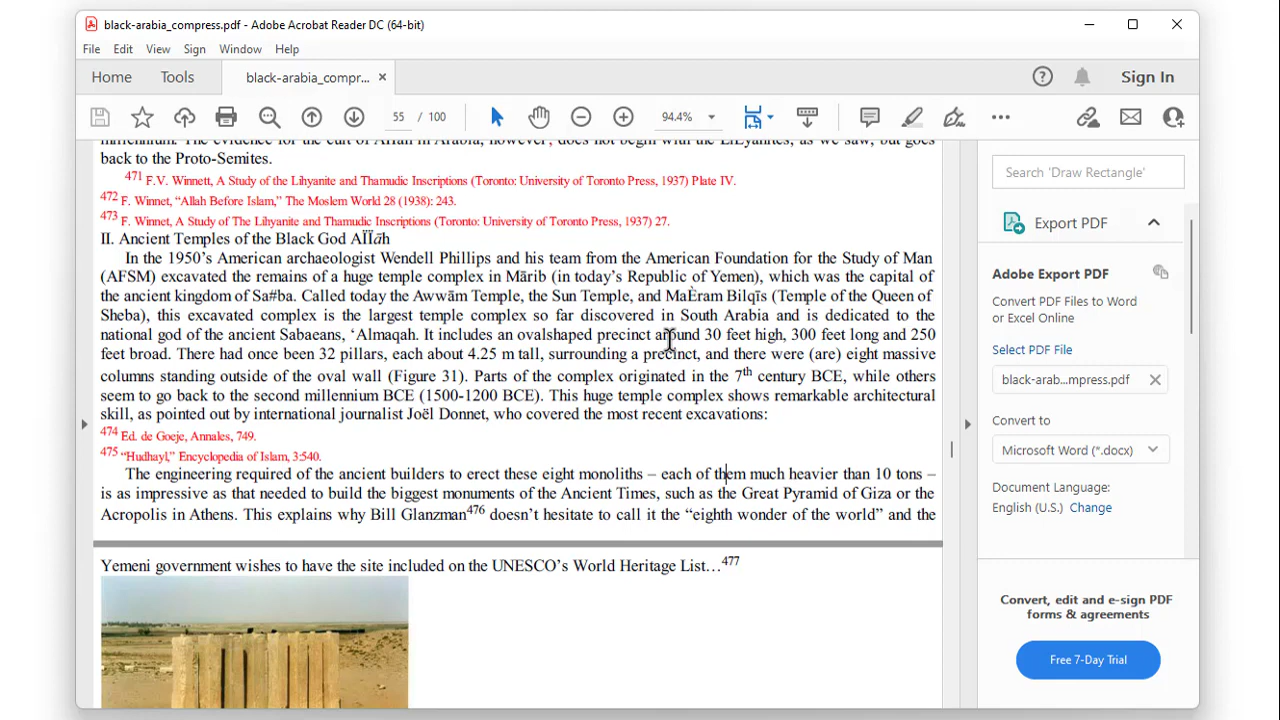 black-arabia_compress.pdf - Adobe Acrobat Reader DC (64-bit)
File Edit View Sign Window Help
Home Tools black-arabia_compr... ×
? Sign In
55 / 100 94.4%
back to the Proto-Semites.
471 F.V. Winnett, A Study of the Lihyanite and Thamudic Inscriptions (Toronto: University of Toronto Press, 1937) Plate IV.
472 F. Winnet, “Allah Before Islam,” The Moslem World 28 (1938): 243.
473 F. Winnet, A Study of The Lihyanite and Thamudic Inscriptions (Toronto: University of Toronto Press, 1937) 27.
II. Ancient Temples of the Black God AÏÏāh
In the 1950’s American archaeologist Wendell Phillips and his team from the American Foundation for the Study of Man
(AFSM) excavated the remains of a huge temple complex in Mārib (in today’s Republic of Yemen), which was the capital of
the ancient kingdom of Sa#ba. Called today the Awwām Temple, the Sun Temple, and MaÈram Bilqīs (Temple of the Queen of
Sheba), this excavated complex is the largest temple complex so far discovered in South Arabia and is dedicated to the
national god of the ancient Sabaeans, ‘Almaqah. It includes an ovalshaped precinct around 30 feet high, 300 feet long and 250
feet broad. There had once been 32 pillars, each about 4.25 m tall, surrounding a precinct, and there were (are) eight massive
columns standing outside of the oval wall (Figure 31). Parts of the complex originated in the 7th century BCE, while others
seem to go back to the second millennium BCE (1500-1200 BCE). This huge temple complex shows remarkable architectural
skill, as pointed out by international journalist Joël Donnet, who covered the most recent excavations:
474 Ed. de Goeje, Annales, 749.
475 “Hudhayl,” Encyclopedia of Islam, 3:540.
The engineering required of the ancient builders to erect these eight monoliths – each of them much heavier than 10 tons –
is as impressive as that needed to build the biggest monuments of the Ancient Times, such as the Great Pyramid of Giza or the
Acropolis in Athens. This explains why Bill Glanzman476 doesn’t hesitate to call it the “eighth wonder of the world” and the
Yemeni government wishes to have the site included on the UNESCO’s World Heritage List…477
Search 'Draw Rectangle'
Export PDF
Adobe Export PDF
Convert PDF Files to Word
or Excel Online
Select PDF File
black-arab...mpress.pdf ×
Convert to
Microsoft Word (*.docx)
Document Language:
English (U.S.) Change
Convert, edit and e-sign PDF
forms & agreements
Free 7-Day Trial